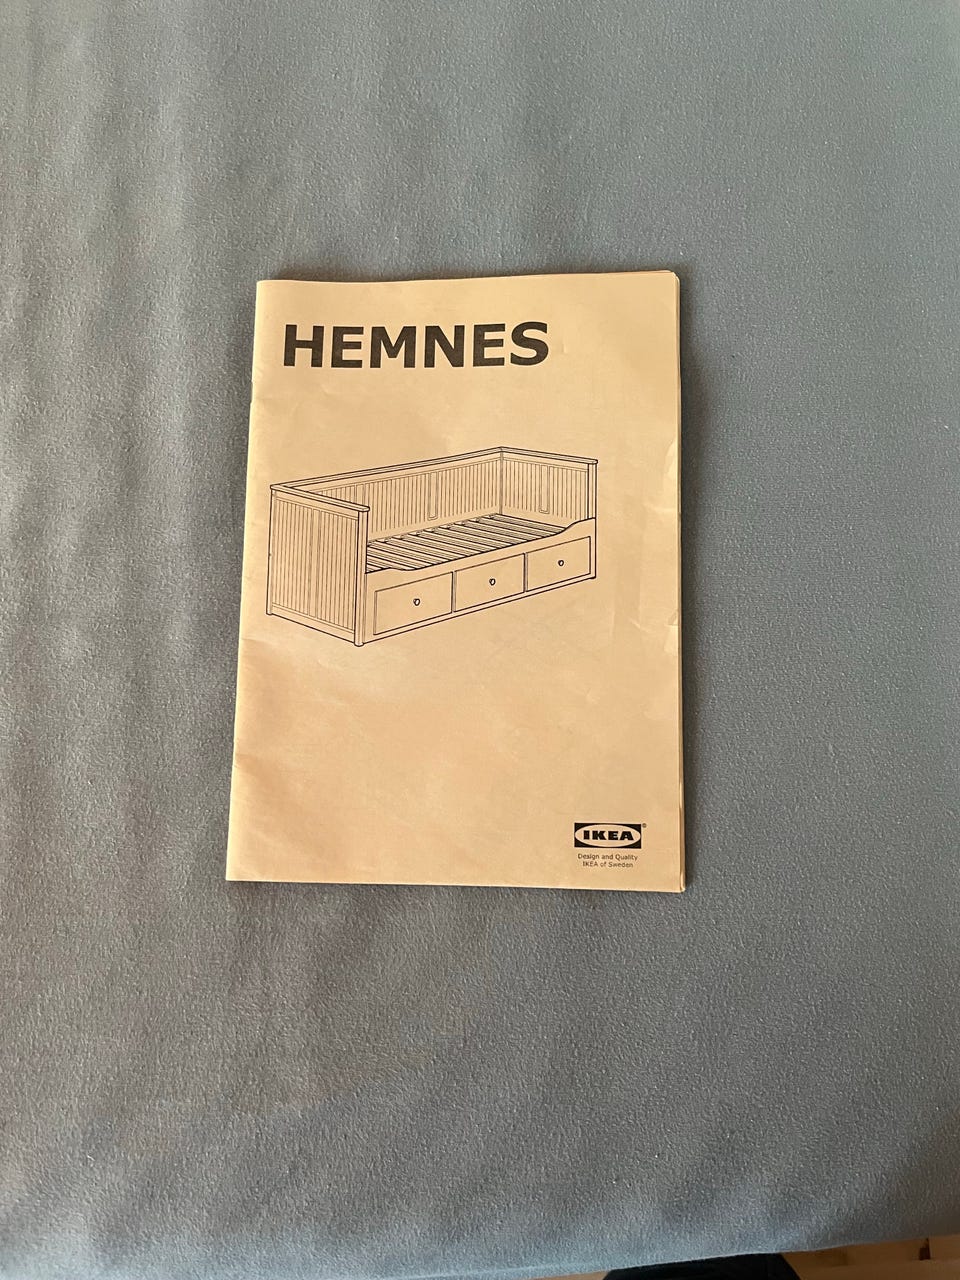 HEMNES
IKEA®
Design and Quality
IKEA of Sweden